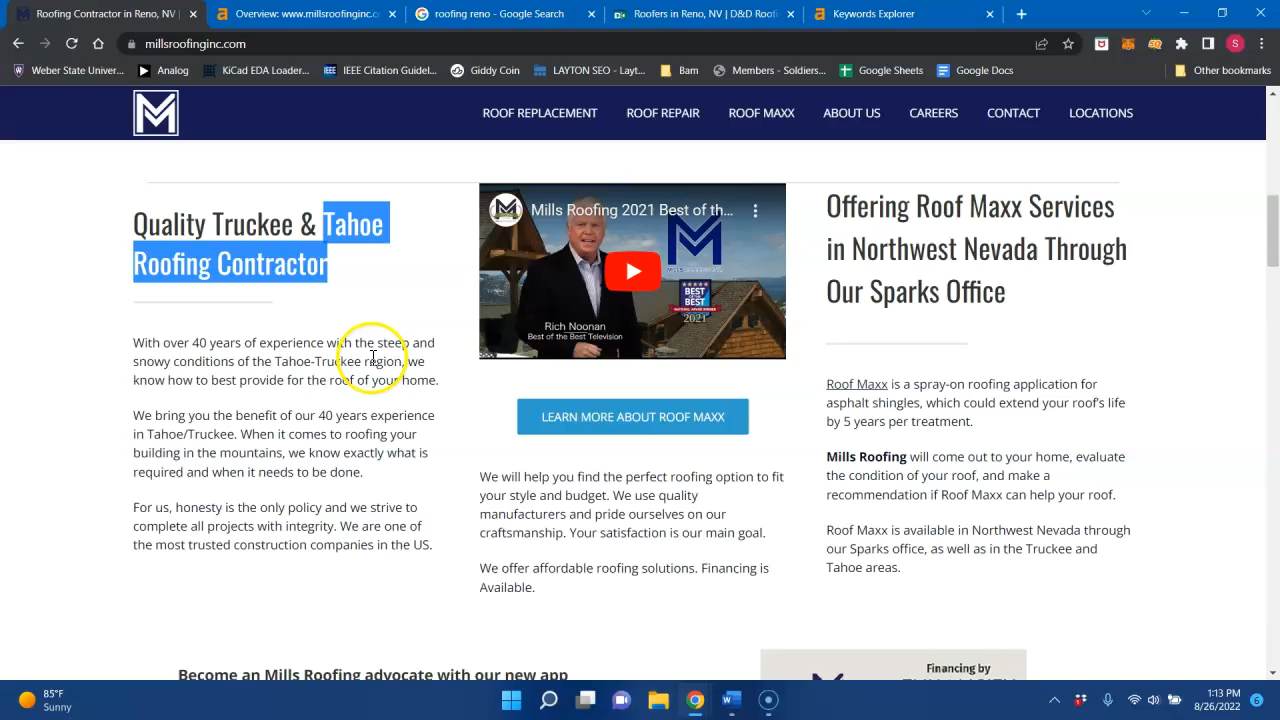 Roofing Contractor in Reno, NV
Overview: www.millsroofinginc.c
roofing reno - Google Search
Roofers in Reno, NV | D&D Roofi
Keywords Explorer
millsroofinginc.com
Weber State Univer...
Analog
KiCad EDA Loader...
IEEE Citation Guidel...
Giddy Coin
LAYTON SEO - Layt...
Bam
Members - Soldiers...
Google Sheets
Google Docs
Other bookmarks
ROOF REPLACEMENT
ROOF REPAIR
ROOF MAXX
ABOUT US
CAREERS
CONTACT
LOCATIONS
Quality Truckee & Tahoe
Roofing Contractor
With over 40 years of experience with the steep and
snowy conditions of the Tahoe-Truckee region, we
know how to best provide for the roof of your home.
We bring you the benefit of our 40 years experience
in Tahoe/Truckee. When it comes to roofing your
building in the mountains, we know exactly what is
required and when it needs to be done.
For us, honesty is the only policy and we strive to
complete all projects with integrity. We are one of
the most trusted construction companies in the US.
Mills Roofing 2021 Best of th...
BEST
OF THE
BEST
2021
Rich Noonan
Best of the Best Television
LEARN MORE ABOUT ROOF MAXX
We will help you find the perfect roofing option to fit
your style and budget. We use quality
manufacturers and pride ourselves on our
craftsmanship. Your satisfaction is our main goal.
We offer affordable roofing solutions. Financing is
Available.
Offering Roof Maxx Services
in Northwest Nevada Through
Our Sparks Office
Roof Maxx is a spray-on roofing application for
asphalt shingles, which could extend your roof's life
by 5 years per treatment.
Mills Roofing will come out to your home, evaluate
the condition of your roof, and make a
recommendation if Roof Maxx can help your roof.
Roof Maxx is available in Northwest Nevada through
our Sparks office, as well as in the Truckee and
Tahoe areas.
Become an Mills Roofing advocate with our new app
Financing by
85°F
Sunny
1:13 PM
8/26/2022
6